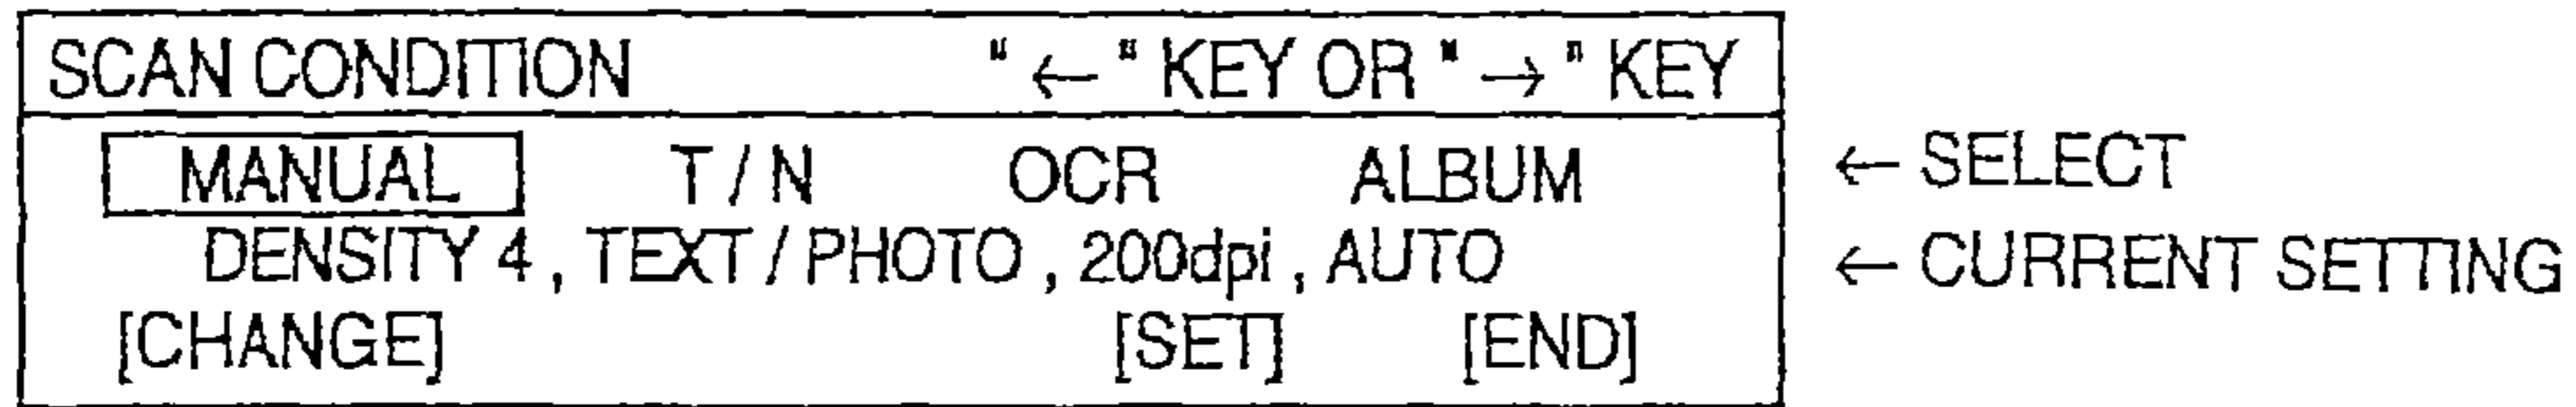 SCAN CONDITION "←" KEY OR "→" KEY
MANUAL T / N OCR ALBUM ← SELECT
DENSITY 4 , TEXT / PHOTO , 200dpi , AUTO ← CURRENT SETTING
[CHANGE] [SET] [END]